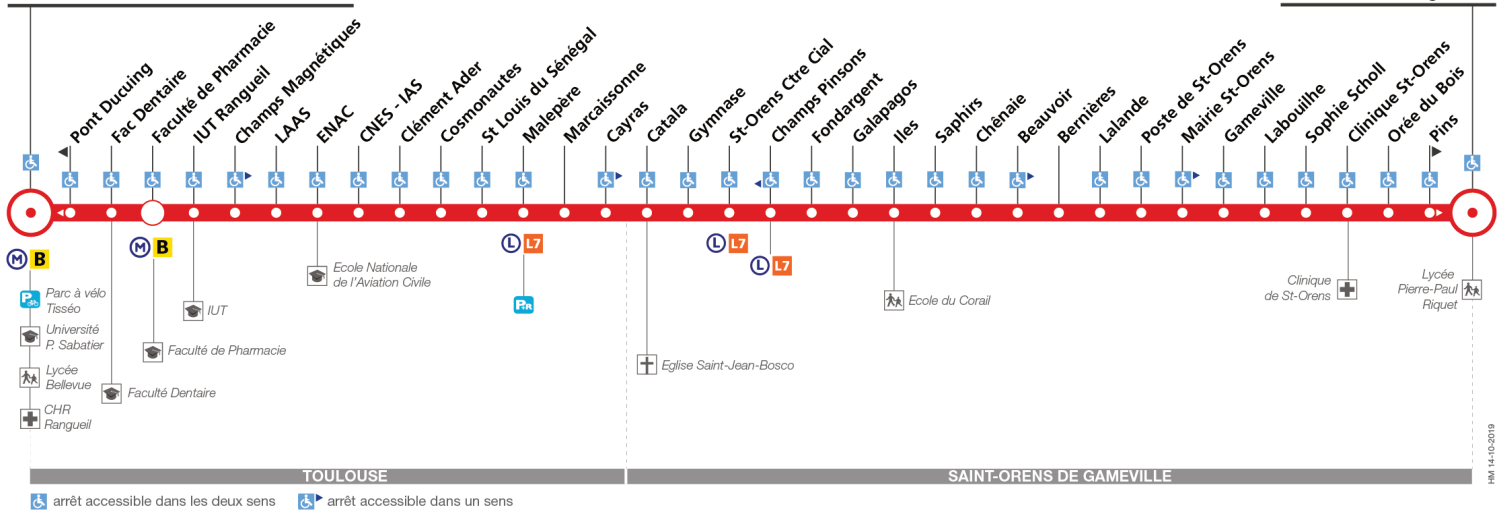 Pont Ducuing
Fac Dentaire
Faculté de Pharmacie
IUT Rangueil
Champs Magnétiques
LAAS
ENAC
CNES - IAS
Clément Ader
Cosmonautes
St Louis du Sénégal
Malepère
Marcaissonne
Cayras
Catala
Gymnase
St-Orens Ctre Cial
Champs Pinsons
Fondargent
Galapagos
Iles
Saphirs
Chênaie
Beauvoir
Bernières
Lalande
Poste de St-Orens
Mairie St-Orens
Gameville
Labouilhe
Sophie Scholl
Clinique St-Orens
Orée du Bois
Pins
M B
M B
L L7
L L7
L L7
P+R
Parc à vélo
Tisséo
Université
P. Sabatier
Lycée
Bellevue
CHR
Rangueil
Faculté Dentaire
Faculté de Pharmacie
IUT
Ecole Nationale
de l'Aviation Civile
Eglise Saint-Jean-Bosco
Ecole du Corail
Clinique
de St-Orens
Lycée
Pierre-Paul
Riquet
TOULOUSE
SAINT-ORENS DE GAMEVILLE
arrêt accessible dans les deux sens
arrêt accessible dans un sens
HM 14-10-2019